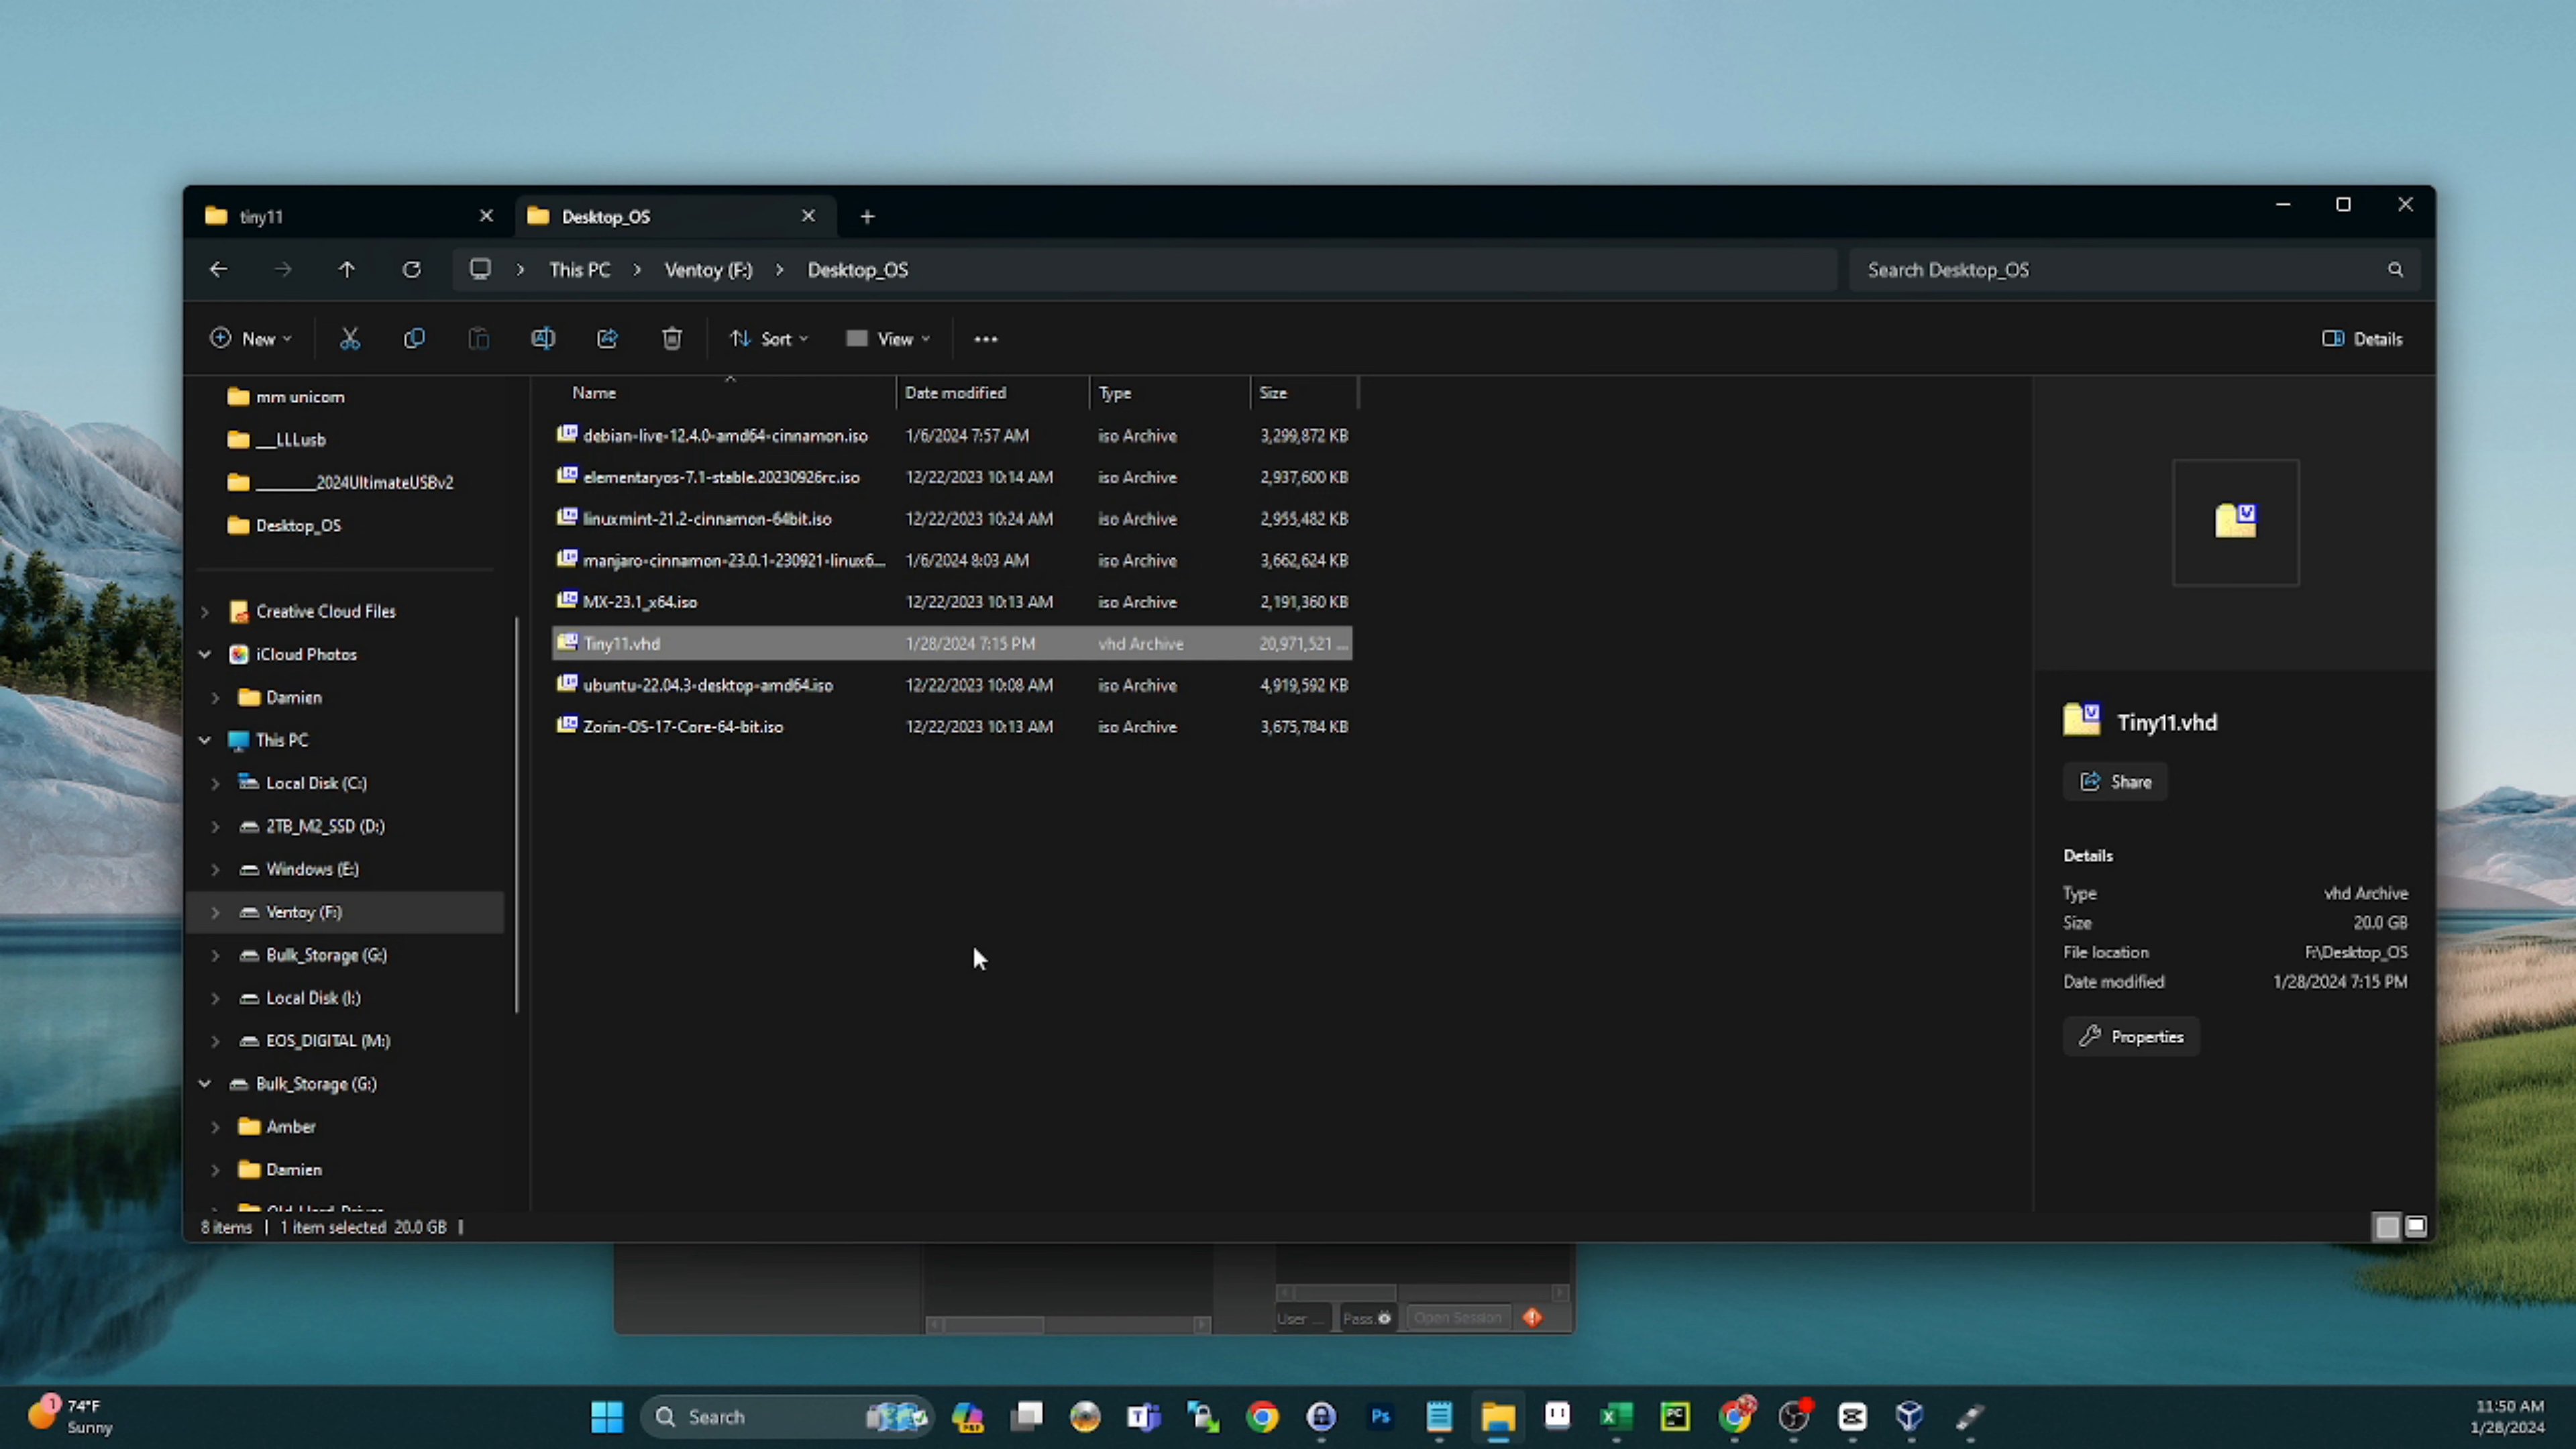 tiny11
Desktop_OS
This PC
Ventoy (F:)
Desktop_OS
Search Desktop_OS
New
Sort
View
Details
mm unicorn
__LLLusb
________2024UltimateUSBv2
Desktop_OS
Creative Cloud Files
iCloud Photos
Damien
This PC
Local Disk (C:)
2TB_M2_SSD (D:)
Windows (E:)
Ventoy (F:)
Bulk_Storage (G:)
Local Disk (I:)
EOS_DIGITAL (M:)
Bulk_Storage (G:)
Amber
Damien
Name Date modified Type Size
debian-live-12.4.0-amd64-cinnamon.iso 1/6/2024 7:57 AM iso Archive 3,299,872 KB
elementaryos-7.1-stable.20230926rc.iso 12/22/2023 10:14 AM iso Archive 2,937,600 KB
linuxmint-21.2-cinnamon-64bit.iso 12/22/2023 10:24 AM iso Archive 2,955,482 KB
manjaro-cinnamon-23.0.1-230921-linux6... 1/6/2024 8:03 AM iso Archive 3,662,624 KB
MX-23.1_x64.iso 12/22/2023 10:13 AM iso Archive 2,191,360 KB
Tiny11.vhd 1/28/2024 7:15 PM vhd Archive 20,971,521 ...
ubuntu-22.04.3-desktop-amd64.iso 12/22/2023 10:08 AM iso Archive 4,919,592 KB
Zorin-OS-17-Core-64-bit.iso 12/22/2023 10:13 AM iso Archive 3,675,784 KB
Tiny11.vhd
Share
Details
Type vhd Archive
Size 20.0 GB
File location F:\Desktop_OS
Date modified 1/28/2024 7:15 PM
Properties
8 items | 1 item selected 20.0 GB |
User ... Pass Open Session
1
74°F
Sunny
Search
Ps
PC
11:50 AM
1/28/2024